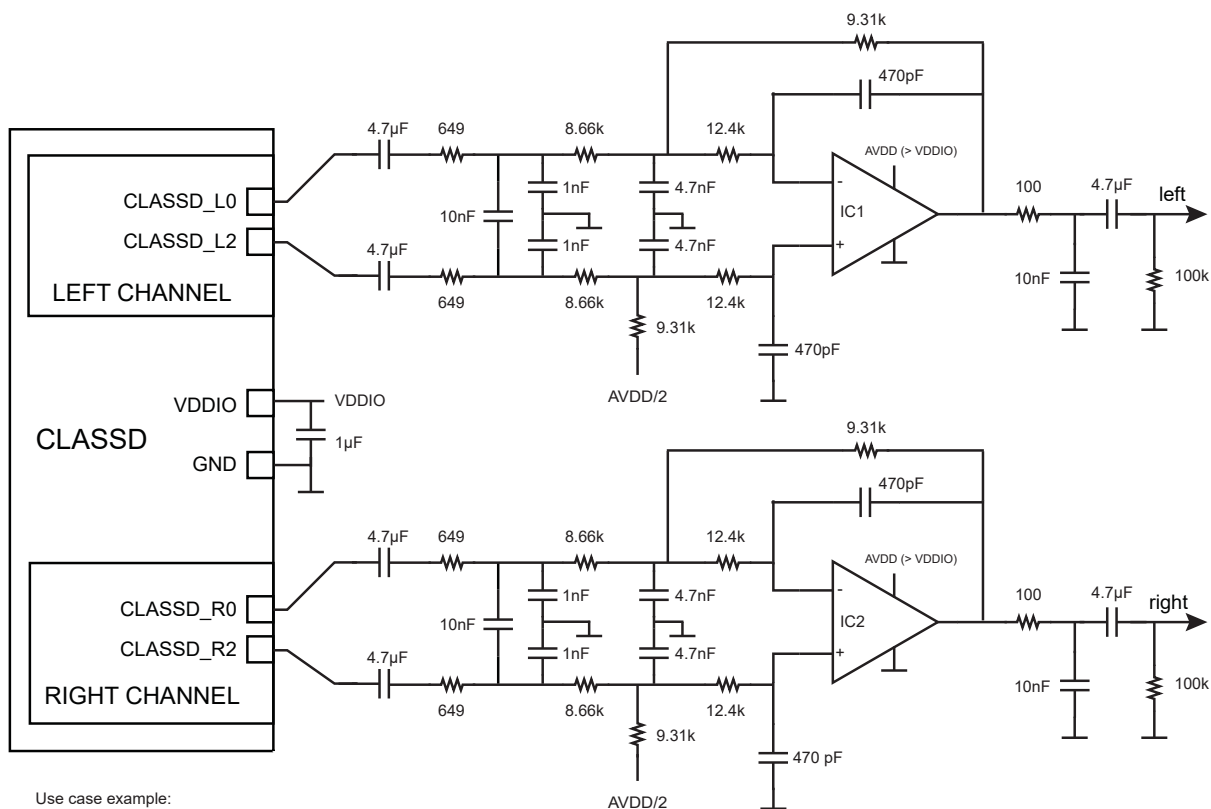 9.31k
470pF
4.7µF
649
8.66k
12.4k
AVDD (> VDDIO)
CLASSD_L0
1nF
4.7nF
-
IC1
100
4.7µF
left
10nF
CLASSD_L2
4.7µF
1nF
4.7nF
+
LEFT CHANNEL
649
8.66k
12.4k
10nF
100k
9.31k
470pF
AVDD/2
VDDIO
VDDIO
CLASSD
1µF
GND
9.31k
470pF
4.7µF
649
8.66k
12.4k
AVDD (> VDDIO)
CLASSD_R0
1nF
4.7nF
-
IC2
100
4.7µF
right
10nF
CLASSD_R2
4.7µF
1nF
4.7nF
+
RIGHT CHANNEL
649
8.66k
12.4k
10nF
100k
9.31k
470 pF
AVDD/2
Use case example: